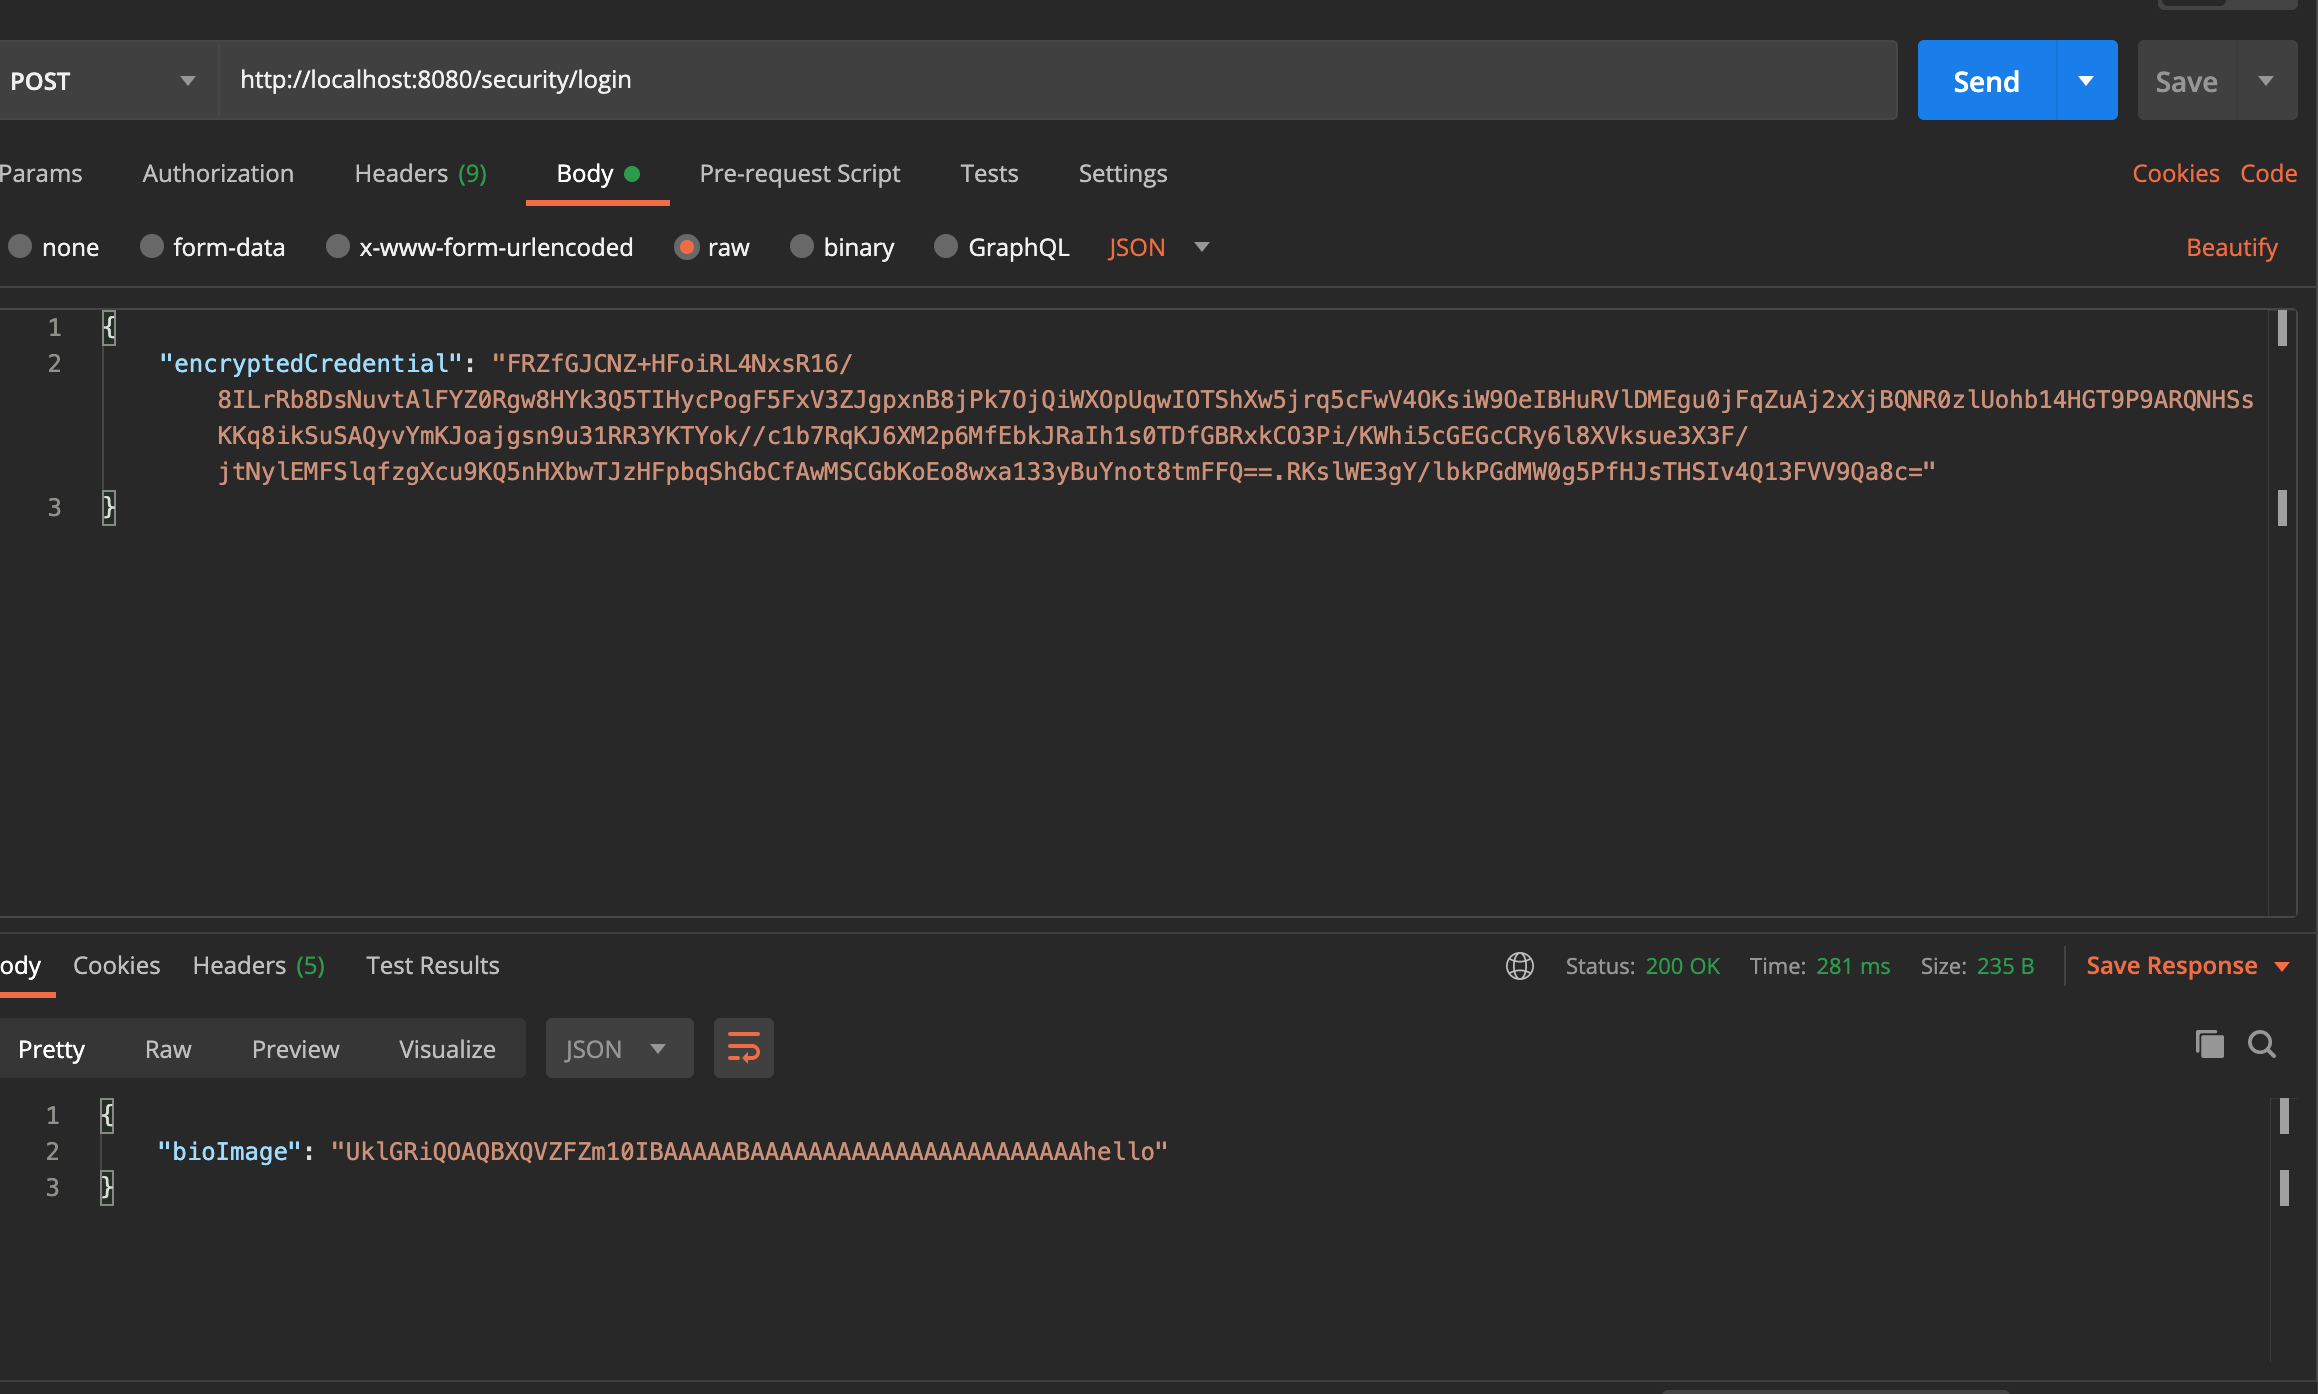 POST http://localhost:8080/security/login Send Save
Params Authorization Headers (9) Body Pre-request Script Tests Settings Cookies Code
none form-data x-www-form-urlencoded raw binary GraphQL JSON Beautify
1 {
2 "encryptedCredential": "FRZfGJCNZ+HFoiRL4NxsR16/
8ILrRb8DsNuvtAlFYZ0Rgw8HYk3Q5TIHycPogF5FxV3ZJgpxnB8jPk7OjQiWXOpUqwIOTShXw5jrq5cFwV4OKsiW9OeIBHuRVlDMEgu0jFqZuAj2xXjBQNR0zlUohb14HGT9P9ARQNHSs
KKq8ikSuSAQyvYmKJoajgsn9u31RR3YKTYok//c1b7RqKJ6XM2p6MfEbkJRaIh1s0TDfGBRxkCO3Pi/KWhi5cGEGcCRy6l8XVksue3X3F/
jtNylEMFSlqfzgXcu9KQ5nHXbwTJzHFpbqShGbCfAwMSCGbKoEo8wxa133yBuYnot8tmFFQ==.RKslWE3gY/lbkPGdMW0g5PfHJsTHSIv4Q13FVV9Qa8c="
3 }
ody Cookies Headers (5) Test Results Status: 200 OK Time: 281 ms Size: 235 B Save Response
Pretty Raw Preview Visualize JSON
1 {
2 "bioImage": "UklGRiQOAQBXQVZFZm10IBAAAAABAAAAAAAAAAAAAAAAAAAAAAAhello"
3 }